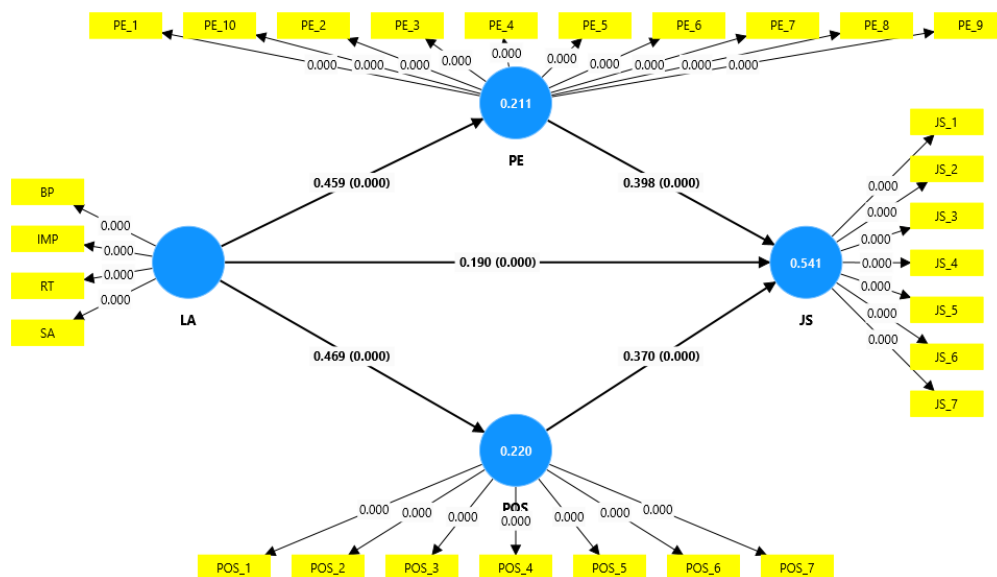 PE_1 PE_10 PE_2 PE_3 PE_4 PE_5 PE_6 PE_7 PE_8 PE_9
0.000 0.000 0.000 0.000 0.000 0.000 0.000 0.000 0.000 0.000
0.211
PE
JS_1
JS_2
JS_3
JS_4
JS_5
JS_6
JS_7
0.000
0.000
0.000
0.000
0.000
0.000
0.000
0.459 (0.000)
0.398 (0.000)
BP
IMP
RT
SA
0.000
0.000
0.000
0.000
LA
0.190 (0.000)
0.541
JS
0.469 (0.000)
0.370 (0.000)
0.220
POS
0.000 0.000 0.000 0.000 0.000 0.000 0.000
POS_1 POS_2 POS_3 POS_4 POS_5 POS_6 POS_7